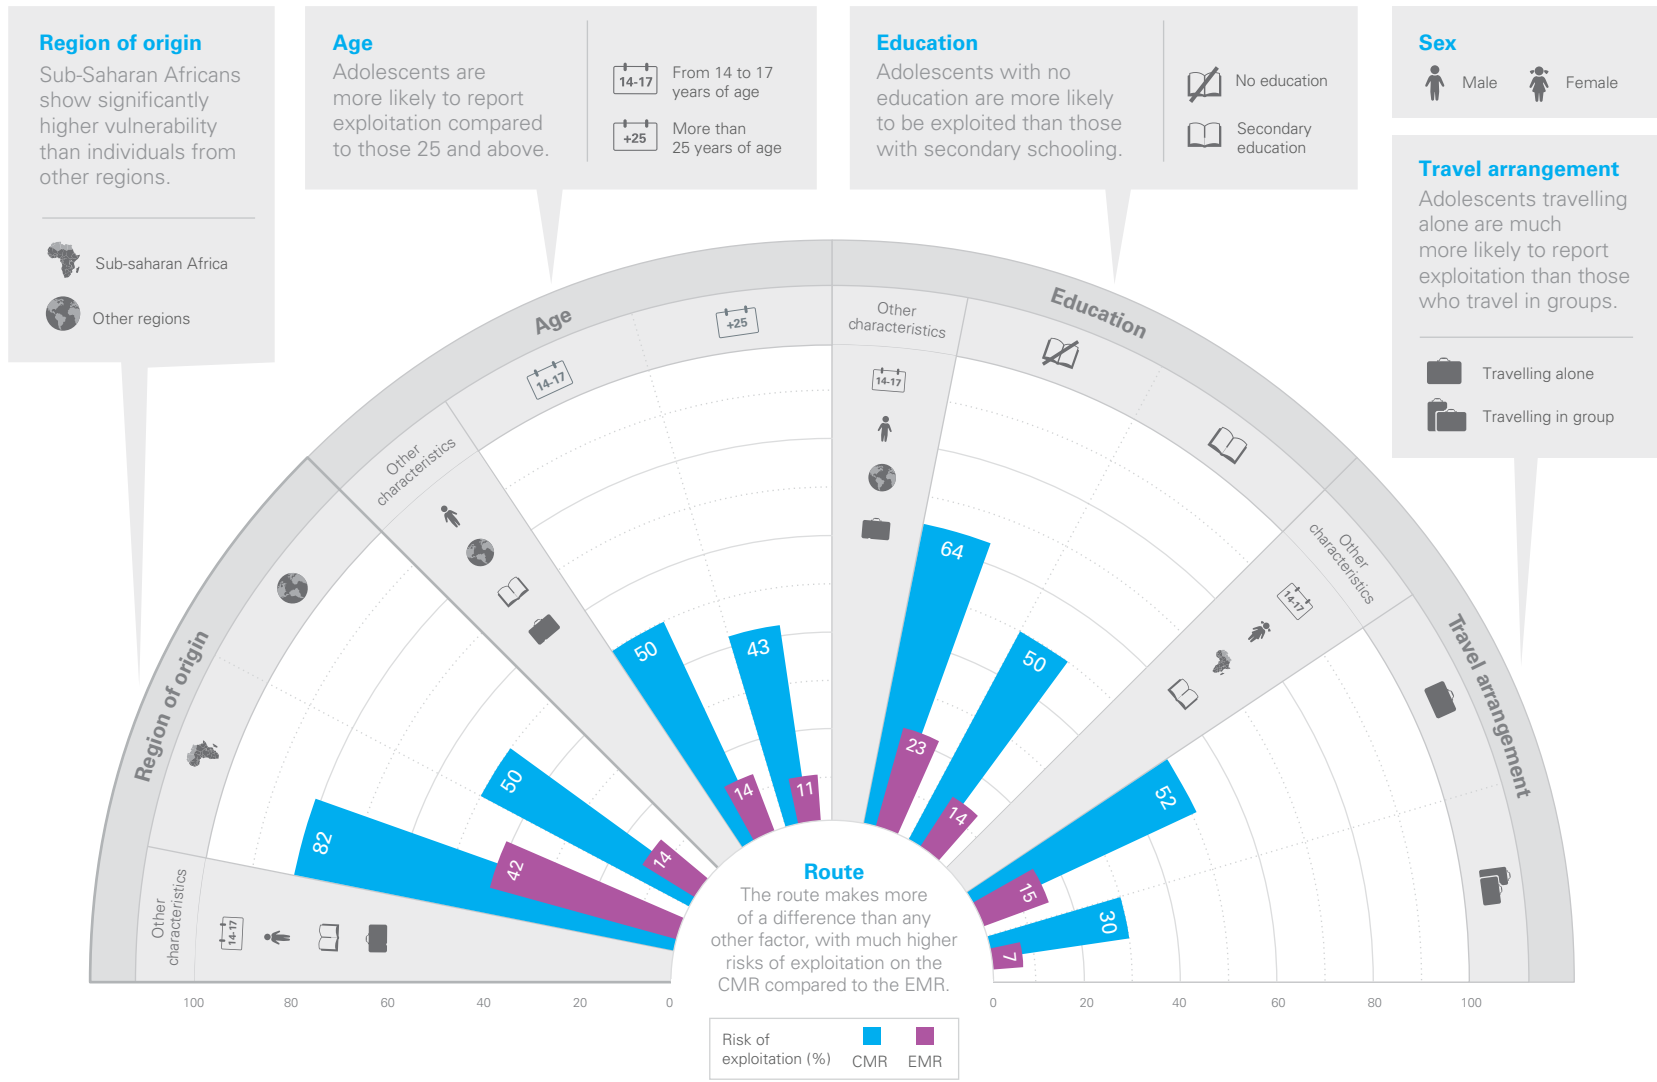 Region of origin
Sub-Saharan Africans
show significantly
higher vulnerability
than individuals from
other regions.
Sub-saharan Africa
Other regions
Age
Adolescents are
more likely to report
exploitation compared
to those 25 and above.
14-17
From 14 to 17
years of age
+25
More than
25 years of age
Education
Adolescents with no
education are more likely
to be exploited than those
with secondary schooling.
No education
Secondary
education
Sex
Male
Female
Travel arrangement
Adolescents travelling
alone are much
more likely to report
exploitation than those
who travel in groups.
Travelling alone
Travelling in group
Region of origin
Other
characteristics
14-17
82
42
50
14
Age
Other
characteristics
14-17
+25
50
14
43
11
Education
Other
characteristics
14-17
64
23
50
14
Travel arrangement
Other
characteristics
14-17
52
15
30
7
Route
The route makes more
of a difference than any
other factor, with much higher
risks of exploitation on the
CMR compared to the EMR.
100 80 60 40 20 0 0 20 40 60 80 100
Risk of
exploitation (%)
CMR EMR